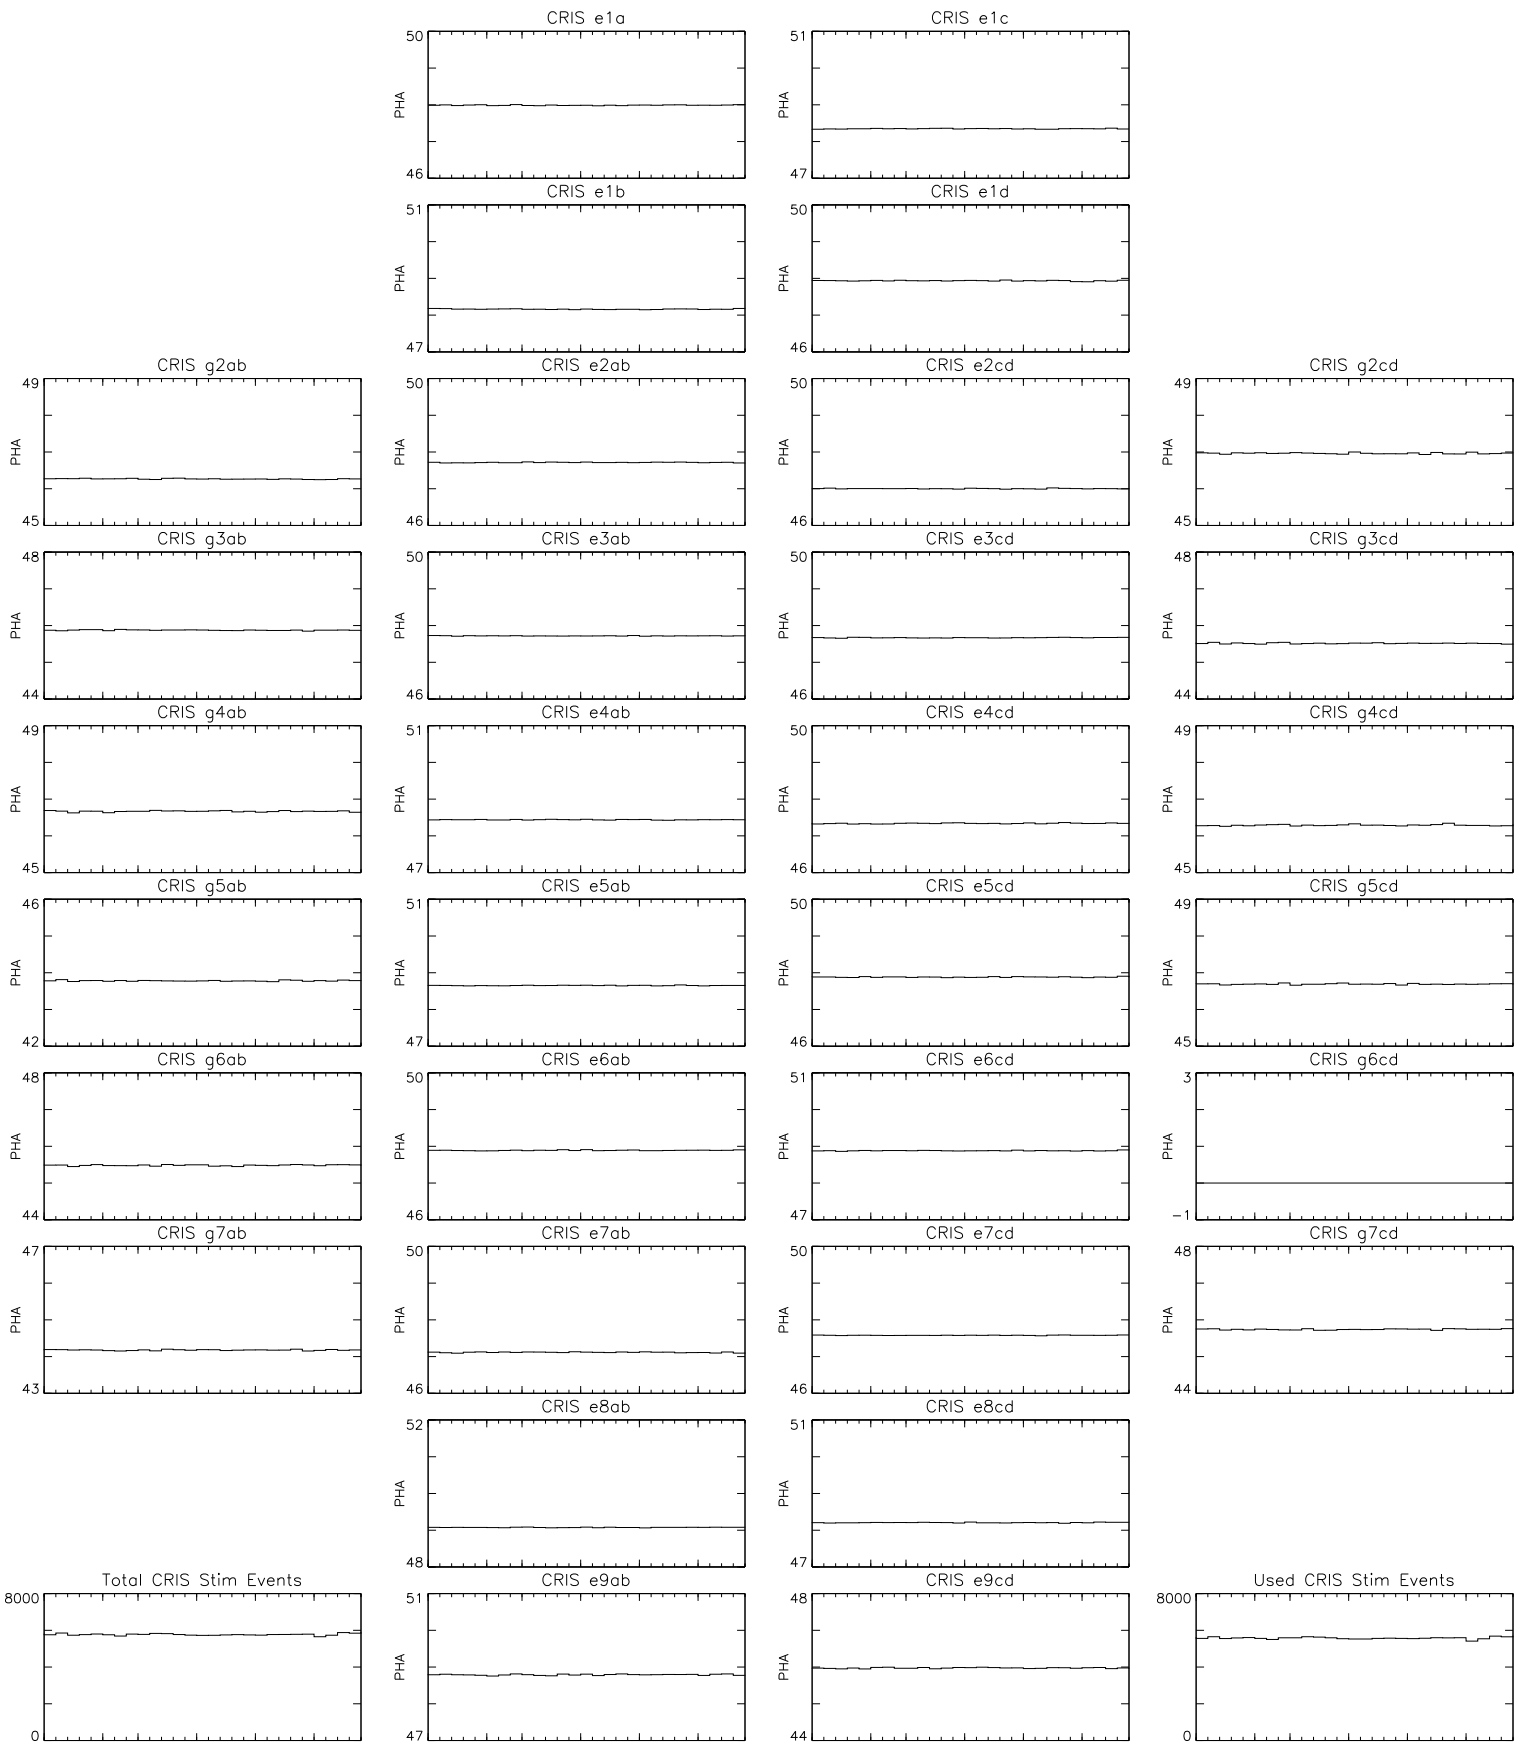 CRIS e1a
50
PHA
46
CRIS e1c
51
PHA
47
CRIS e1b
51
PHA
47
CRIS e1d
50
PHA
46
CRIS g2ab
49
PHA
45
CRIS e2ab
50
PHA
46
CRIS e2cd
50
PHA
46
CRIS g2cd
49
PHA
45
CRIS g3ab
48
PHA
44
CRIS e3ab
50
PHA
46
CRIS e3cd
50
PHA
46
CRIS g3cd
48
PHA
44
CRIS g4ab
49
PHA
45
CRIS e4ab
51
PHA
47
CRIS e4cd
50
PHA
46
CRIS g4cd
49
PHA
45
CRIS g5ab
46
PHA
42
CRIS e5ab
51
PHA
47
CRIS e5cd
50
PHA
46
CRIS g5cd
49
PHA
45
CRIS g6ab
48
PHA
44
CRIS e6ab
50
PHA
46
CRIS e6cd
51
PHA
47
CRIS g6cd
3
PHA
-1
CRIS g7ab
47
PHA
43
CRIS e7ab
50
PHA
46
CRIS e7cd
50
PHA
46
CRIS g7cd
48
PHA
44
CRIS e8ab
52
PHA
48
CRIS e8cd
51
PHA
47
Total CRIS Stim Events
8000
0
CRIS e9ab
51
PHA
47
CRIS e9cd
48
PHA
44
Used CRIS Stim Events
8000
0